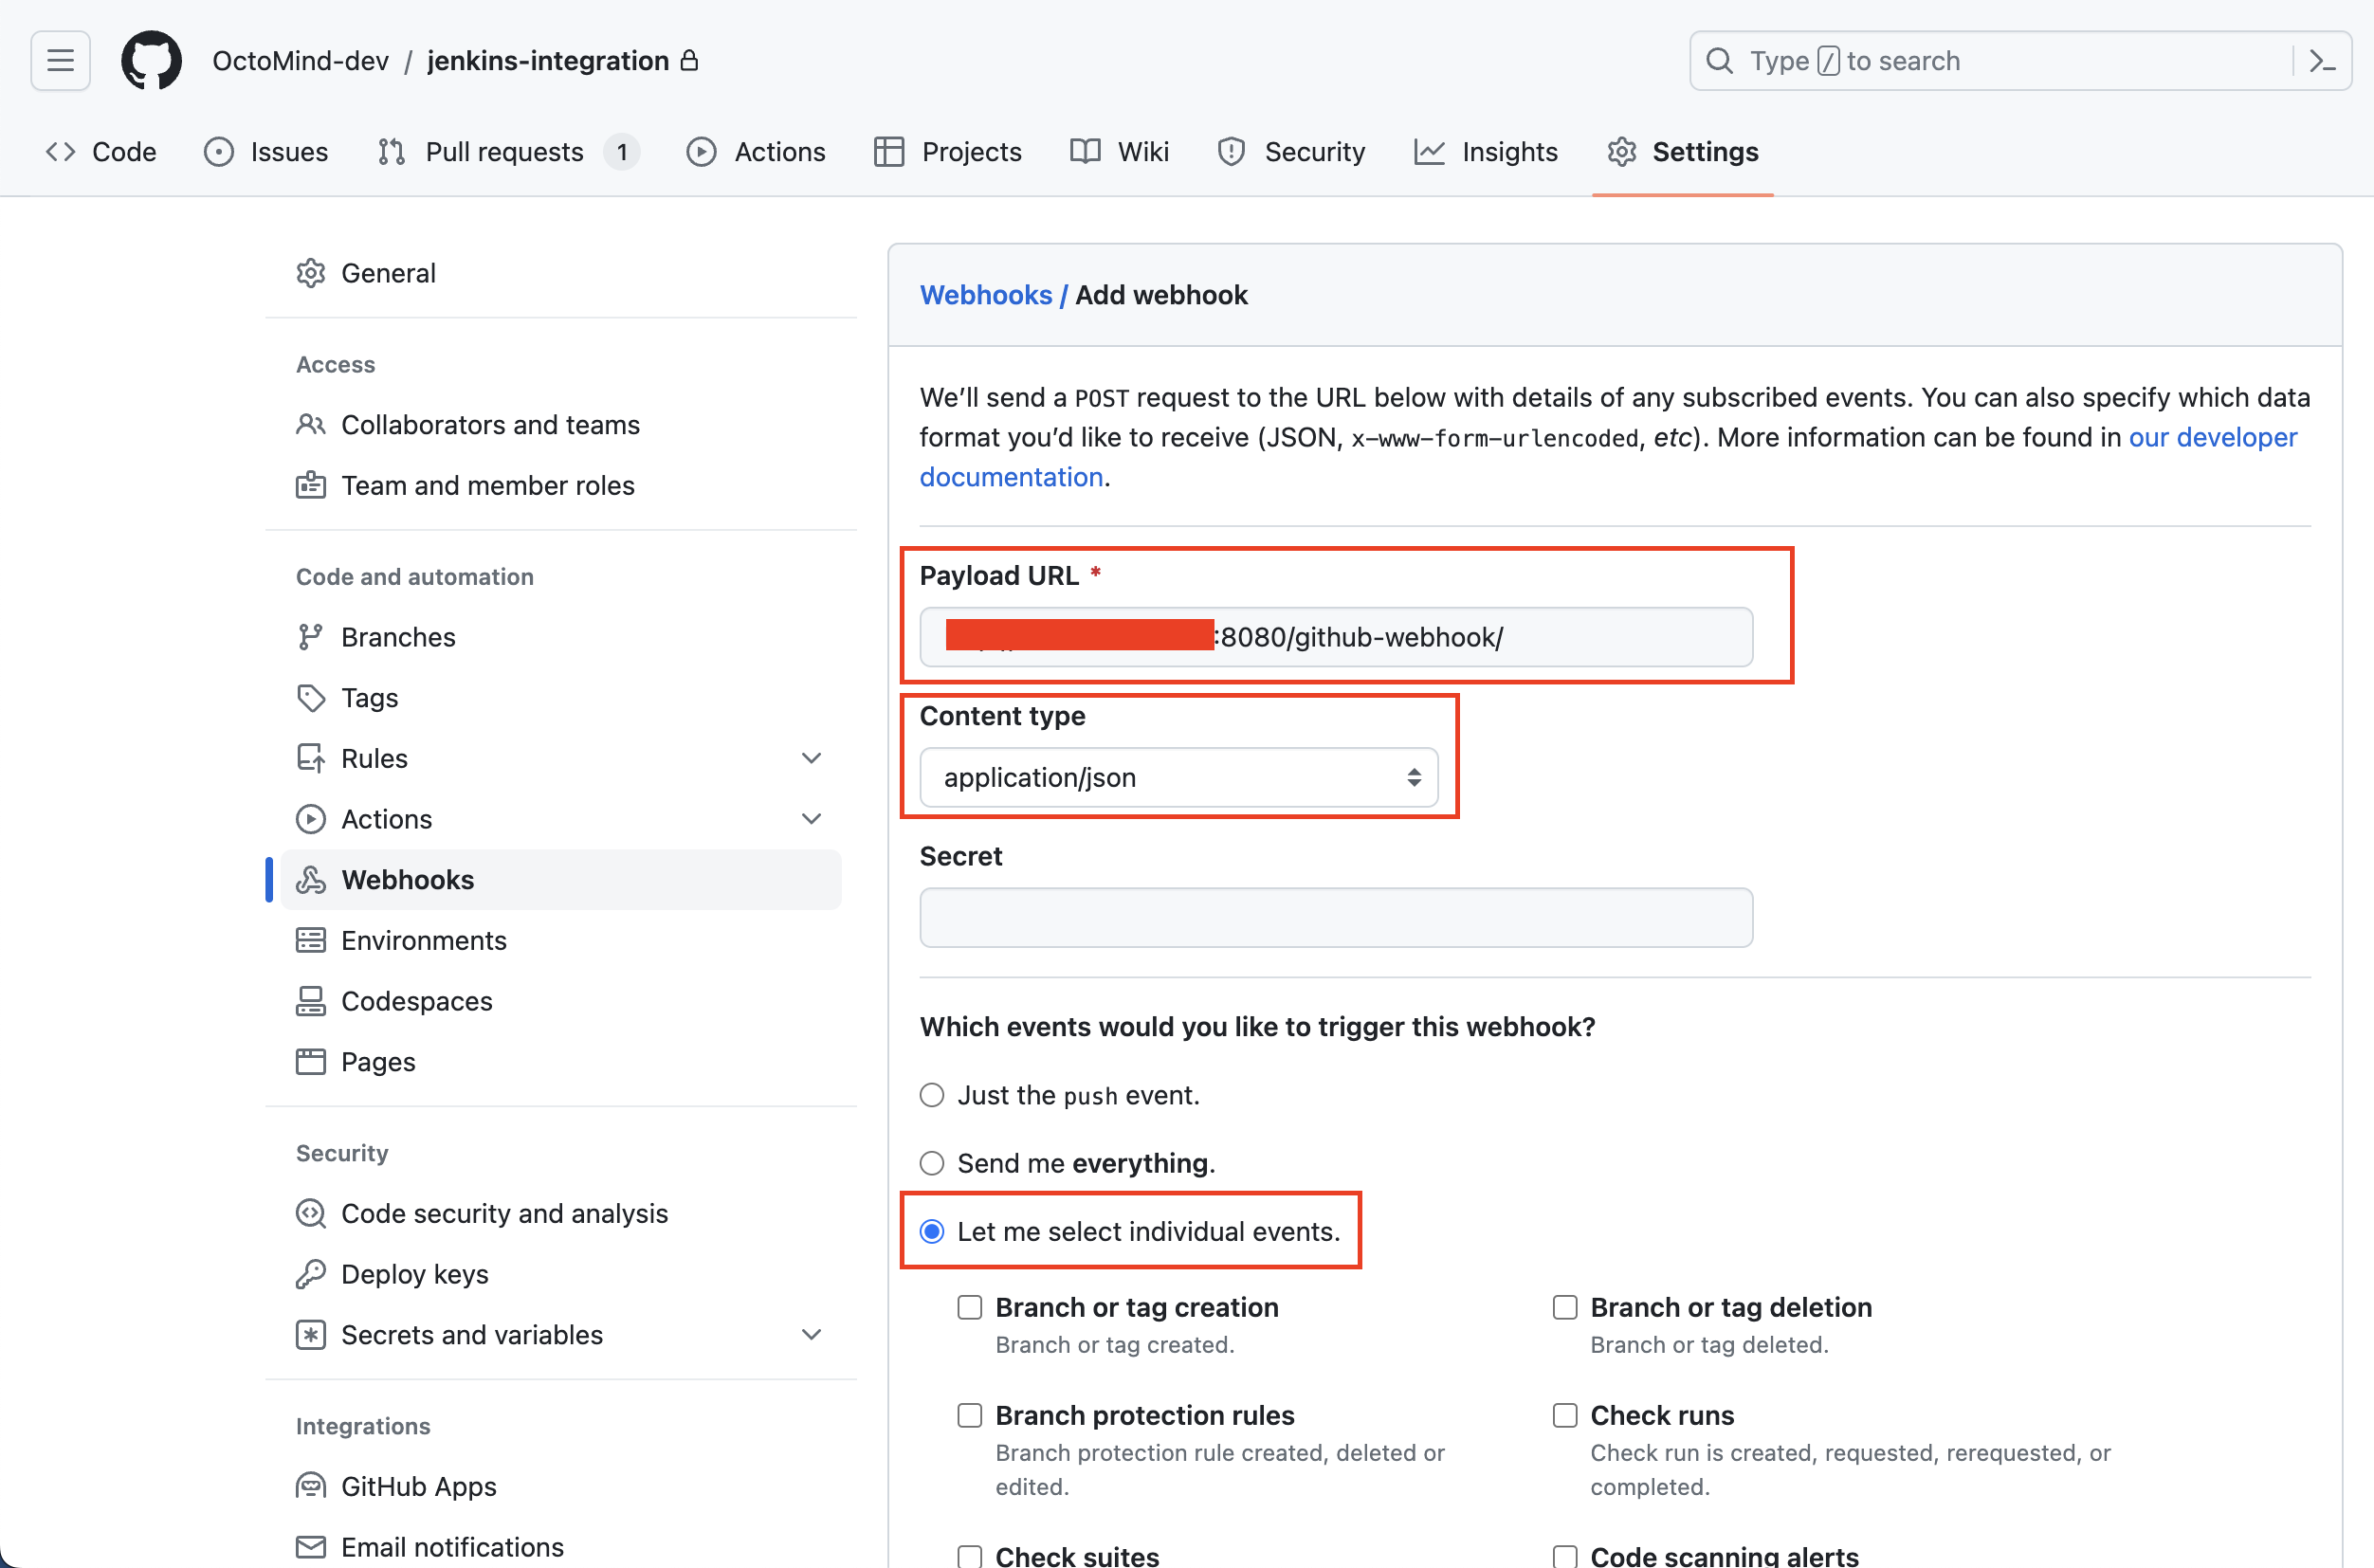 OctoMind-dev / jenkins-integration
Type / to search
Code
Issues
Pull requests 1
Actions
Projects
Wiki
Security
Insights
Settings
General
Access
Collaborators and teams
Team and member roles
Code and automation
Branches
Tags
Rules
Actions
Webhooks
Environments
Codespaces
Pages
Security
Code security and analysis
Deploy keys
Secrets and variables
Integrations
GitHub Apps
Email notifications
Webhooks / Add webhook
We’ll send a POST request to the URL below with details of any subscribed events. You can also specify which data
format you’d like to receive (JSON, x-www-form-urlencoded, etc). More information can be found in our developer
documentation.
Payload URL *
:8080/github-webhook/
Content type
application/json
Secret
Which events would you like to trigger this webhook?
Just the push event.
Send me everything.
Let me select individual events.
Branch or tag creation
Branch or tag created.
Branch or tag deletion
Branch or tag deleted.
Branch protection rules
Branch protection rule created, deleted or
edited.
Check runs
Check run is created, requested, rerequested, or
completed.
Check suites
Code scanning alerts